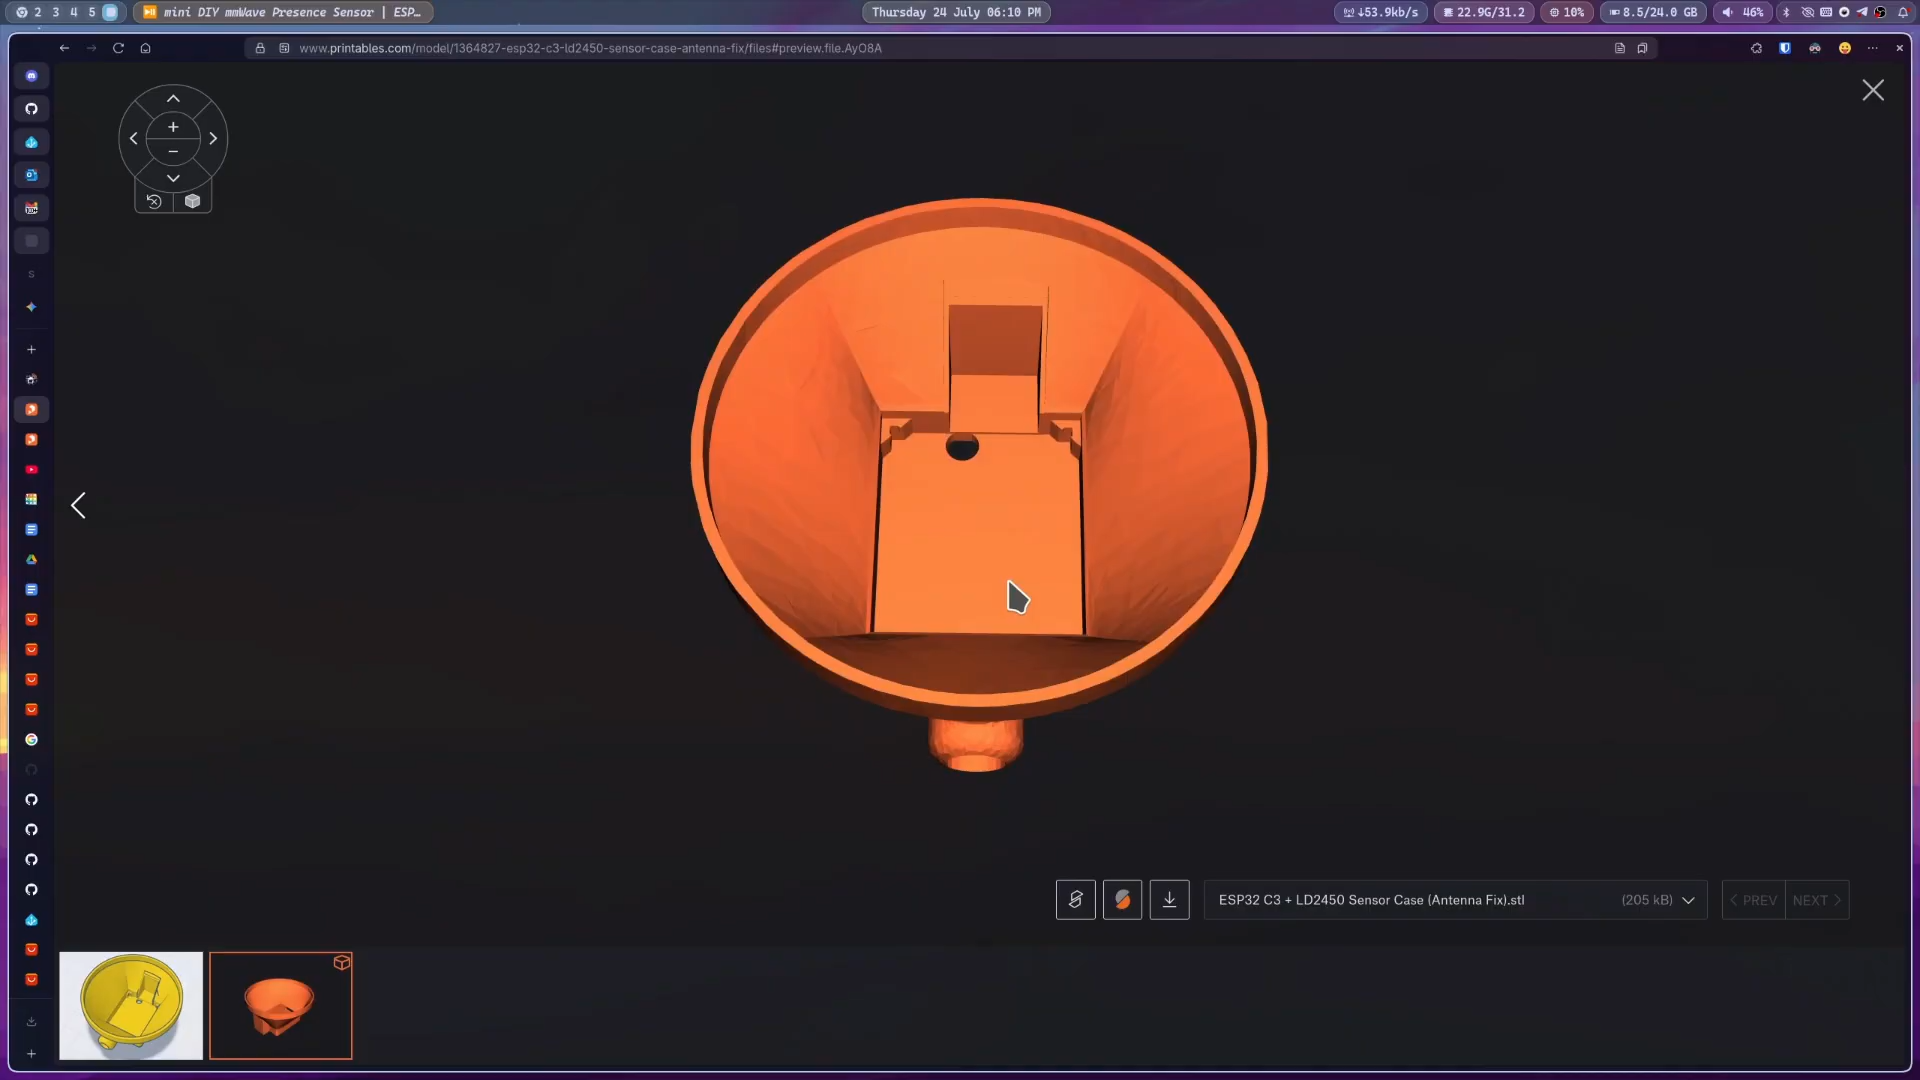 2 3 4 5
mini DIY mmWave Presence Sensor | ESP…
Thursday 24 July 06:10 PM
↓53.9kb/s
22.9G/31.2
10%
8.5/24.0 GB
46%
www.printables.com/model/1364827-esp32-c3-ld2450-sensor-case-antenna-fix/files#preview.file.AyO8A
S
ESP32 C3 + LD2450 Sensor Case (Antenna Fix).stl
(205 kB)
PREV
NEXT